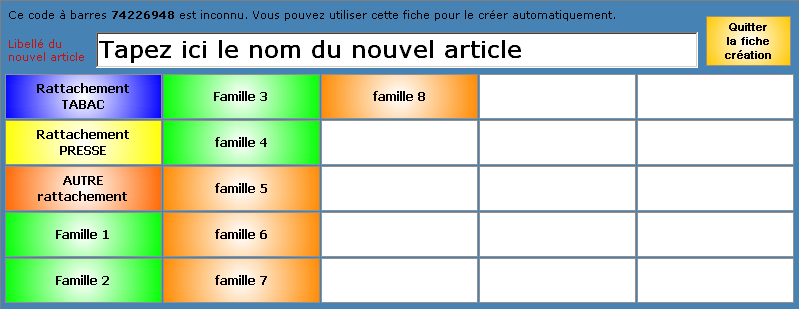 Ce code à barres 74226948 est inconnu. Vous pouvez utiliser cette fiche pour le créer automatiquement.
Libellé du
nouvel article
Tapez ici le nom du nouvel article
Quitter
la fiche
création
Rattachement
TABAC
Famille 3
famille 8
Rattachement
PRESSE
famille 4
AUTRE
rattachement
famille 5
Famille 1
famille 6
Famille 2
famille 7